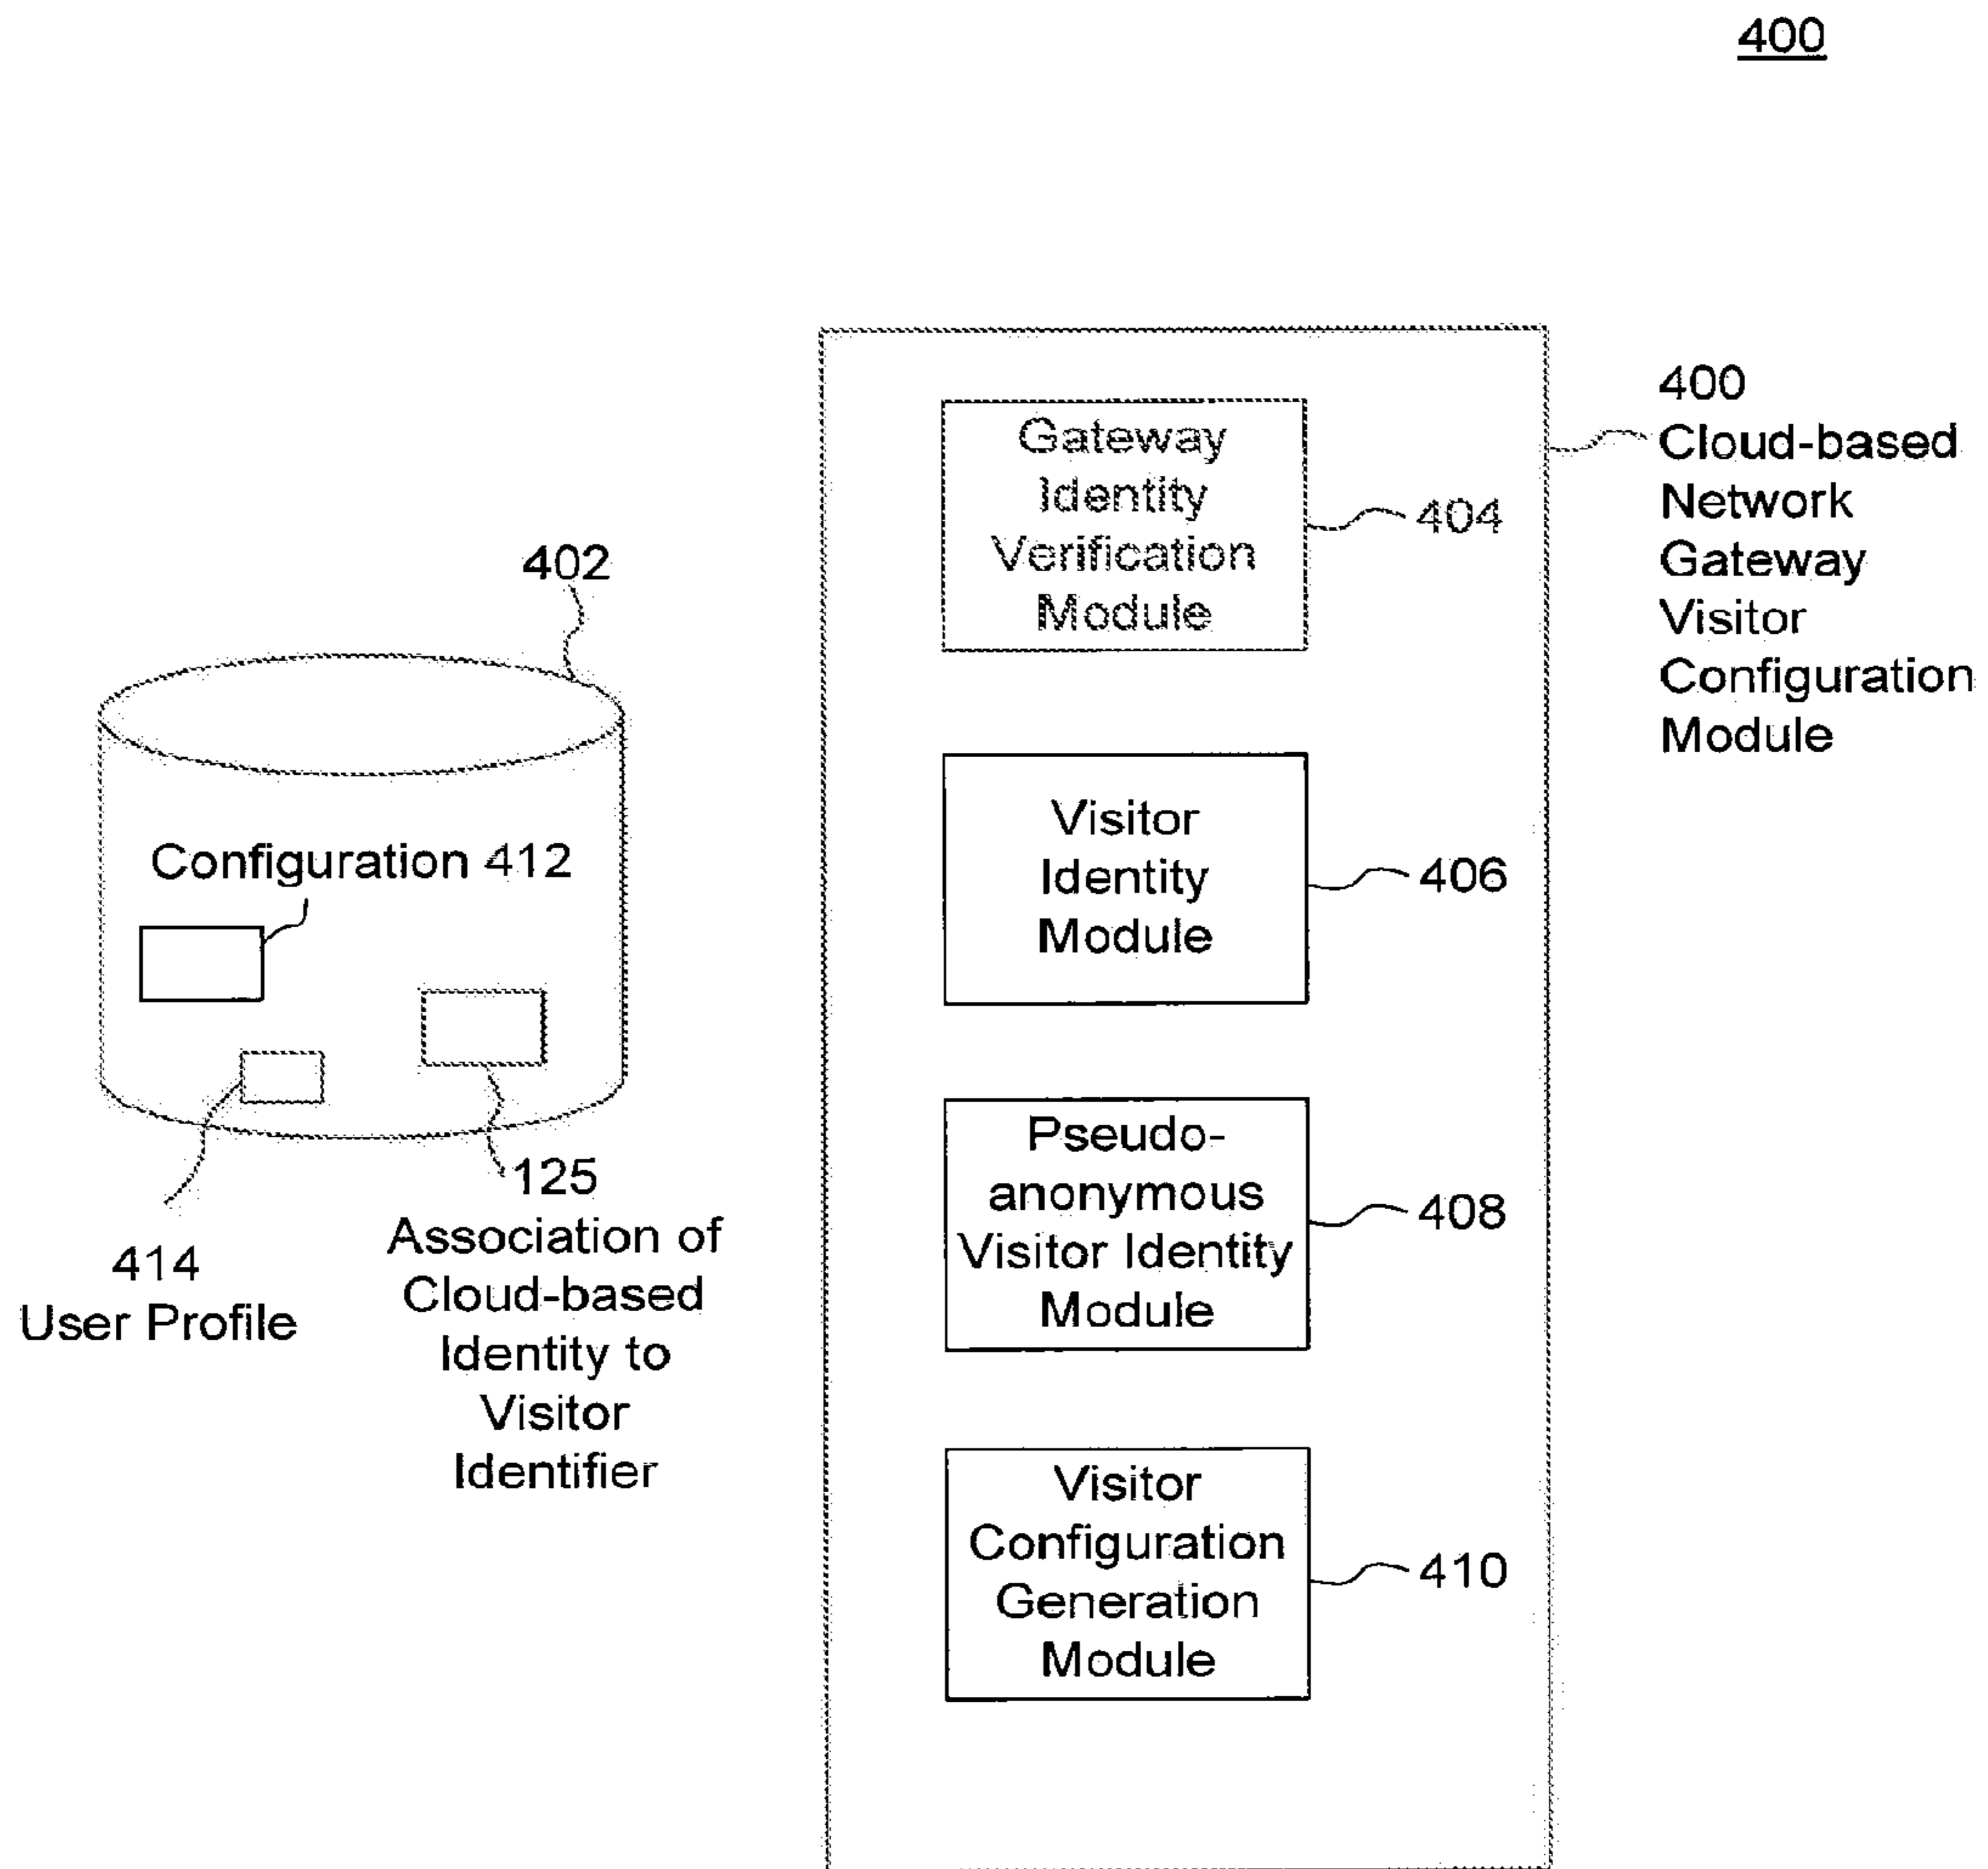 400
400
Cloud-based
Network
Gateway
Visitor
Configuration
Module
Gateway
Identity
Verification
Module
404
402
Visitor
Identity
Module
406
Configuration 412
Pseudo-
anonymous
Visitor Identity
Module
408
125
Association of
Cloud-based
Identity to
Visitor
Identifier
414
User Profile
Visitor
Configuration
Generation
Module
410